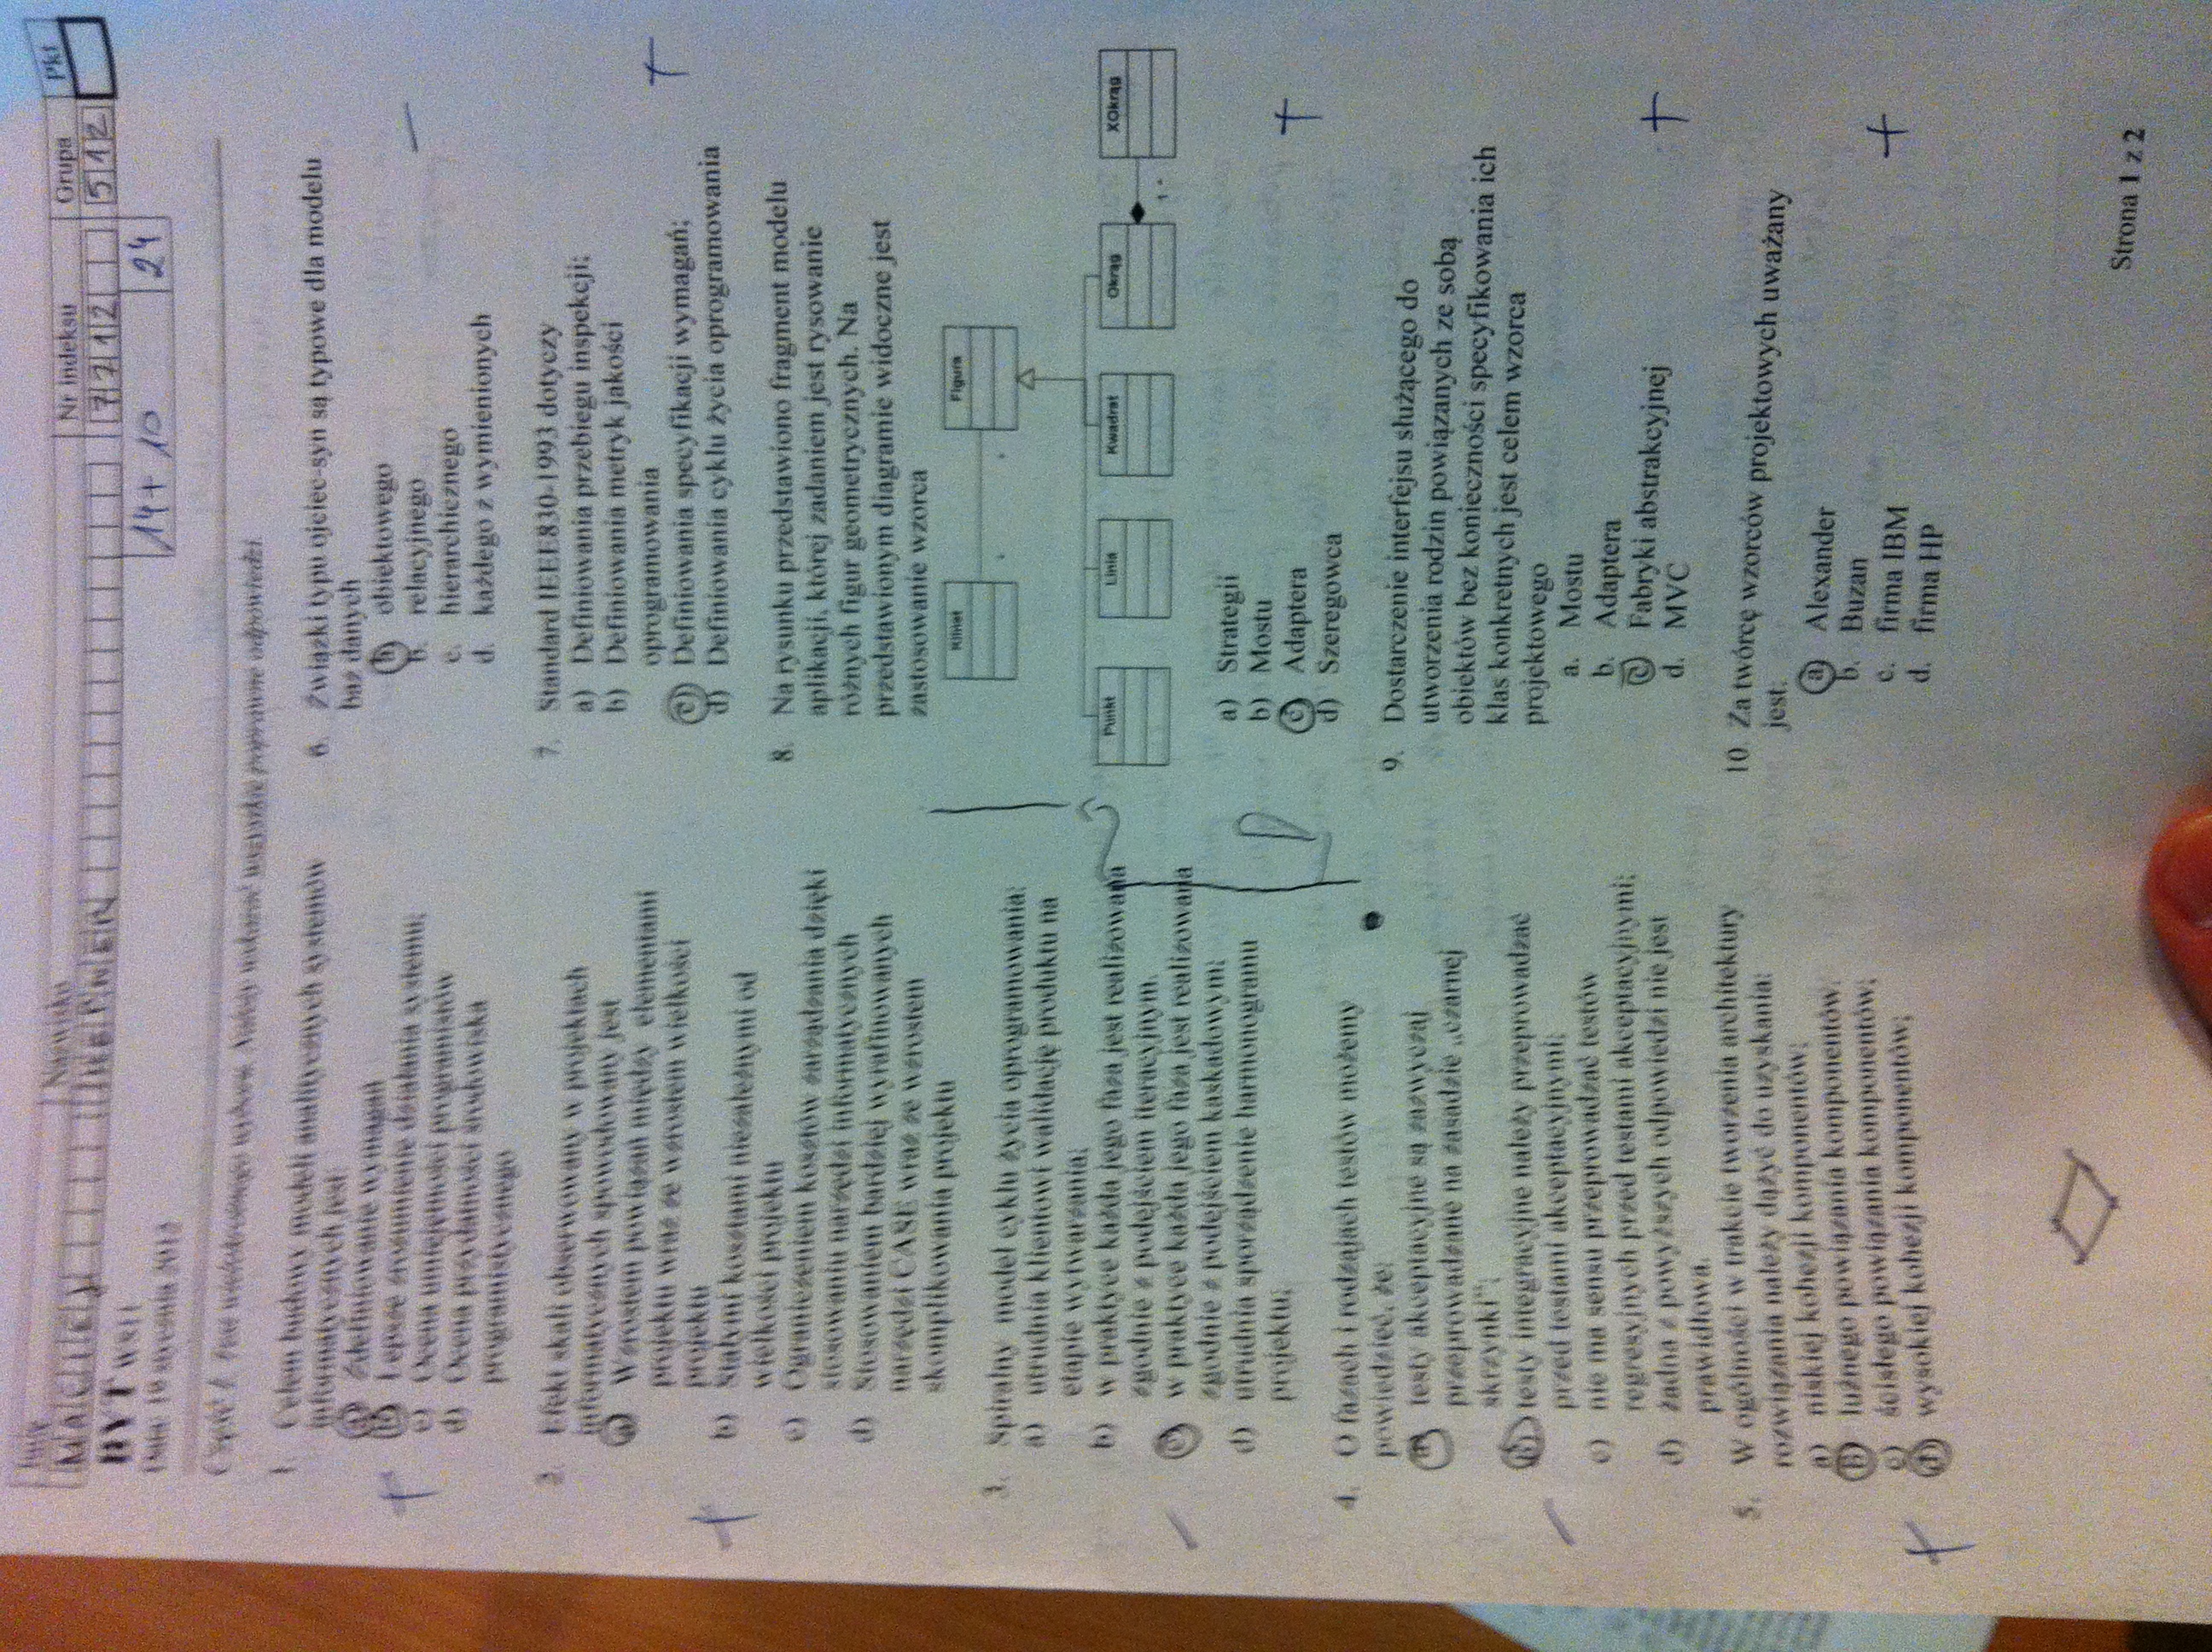 Imię
Nazwisko
Nr indeksu
Grupa
Pkt
7712
512
BYT
14+ 10
24
Data: stycznia
Część Test wielokrotnego wyboru. Należy wskazać wszystkie poprawne odpowiedzi.
1. Celem budowy modeli analitycznych systemów
informatycznych jest:
a) Zdefiniowanie wymagań
b) Lepsze zrozumienie działania systemu;
c) Ocena umiejętności programistów
d) Ocena przydatności środowiska
programistycznego
2. Efekt skali obserwowany w projektach
informatycznych spowodowany jest
a) Wzrostem powiązań między elementami
projektu wraz ze wzrostem wielkości
projektu
b) Stałymi kosztami niezależnymi od
wielkości projektu
c) Ograniczeniem kosztów zarządzania dzięki
stosowaniu narzędzi informatycznych
d) Stosowaniem bardziej wyrafinowanych
narzędzi CASE wraz ze wzrostem
skomplikowania projektu
3. Spiralny model cyklu życia oprogramowania:
a) utrudnia klientowi walidację produktu na
etapie wytwarzania;
b) w praktyce każda jego faza jest realizowana
zgodnie z podejściem iteracyjnym.
c) w praktyce każda jego faza jest realizowana
zgodnie z podejściem kaskadowym;
d) utrudnia sporządzenie harmonogramu
projektu;
4. O fazach i rodzajach testów możemy
powiedzieć, że:
a) testy akceptacyjne są zazwyczaj
przeprowadzane na zasadzie „czarnej
skrzynki";
b) testy integracyjne należy przeprowadzać
przed testami akceptacyjnymi;
c) nie ma sensu przeprowadzać testów
regresyjnych przed testami akceptacyjnymi;
d) żadna z powyższych odpowiedzi nie jest
prawidłowa.
5. W ogólności w trakcie tworzenia architektury
rozwiązania należy dążyć do uzyskania:
a) niskiej kohezji komponentów;
b) luźnego powiązania komponentów.
c) ścisłego powiązania komponentów;
d) wysokiej kohezji komponentów;
6. Związki typu ojciec-syn są typowe dla modelu
baz danych
a. obiektowego
b. relacyjnego
c. hierarchicznego
d. każdego z wymienionych
7. Standard IEEE830-1993 dotyczy
a) Definiowania przebiegu inspekcji;
b) Definiowania metryk jakości
oprogramowania
c) Definiowania specyfikacji wymagań;
d) Definiowania cyklu życia oprogramowania
8. Na rysunku przedstawiono fragment modelu
aplikacji, której zadaniem jest rysowanie
różnych figur geometrycznych. Na
przedstawionym diagramie widoczne jest
zastosowanie wzorca
Klinet
Figura
Punkt
Linia
Kwadrat
Okrąg
XOkrąg
a) Strategii
b) Mostu
c) Adaptera
d) Szeregowca
9. Dostarczenie interfejsu służącego do
utworzenia rodzin powiązanych ze sobą
obiektów bez konieczności specyfikowania ich
klas konkretnych jest celem wzorca
projektowego
a. Mostu
b. Adaptera
c. Fabryki abstrakcyjnej
d. MVC
10. Za twórcę wzorców projektowych uważany
jest:
a. Alexander
b. Buzan
c. firma IBM
d. firma HP
Strona 1 z 2